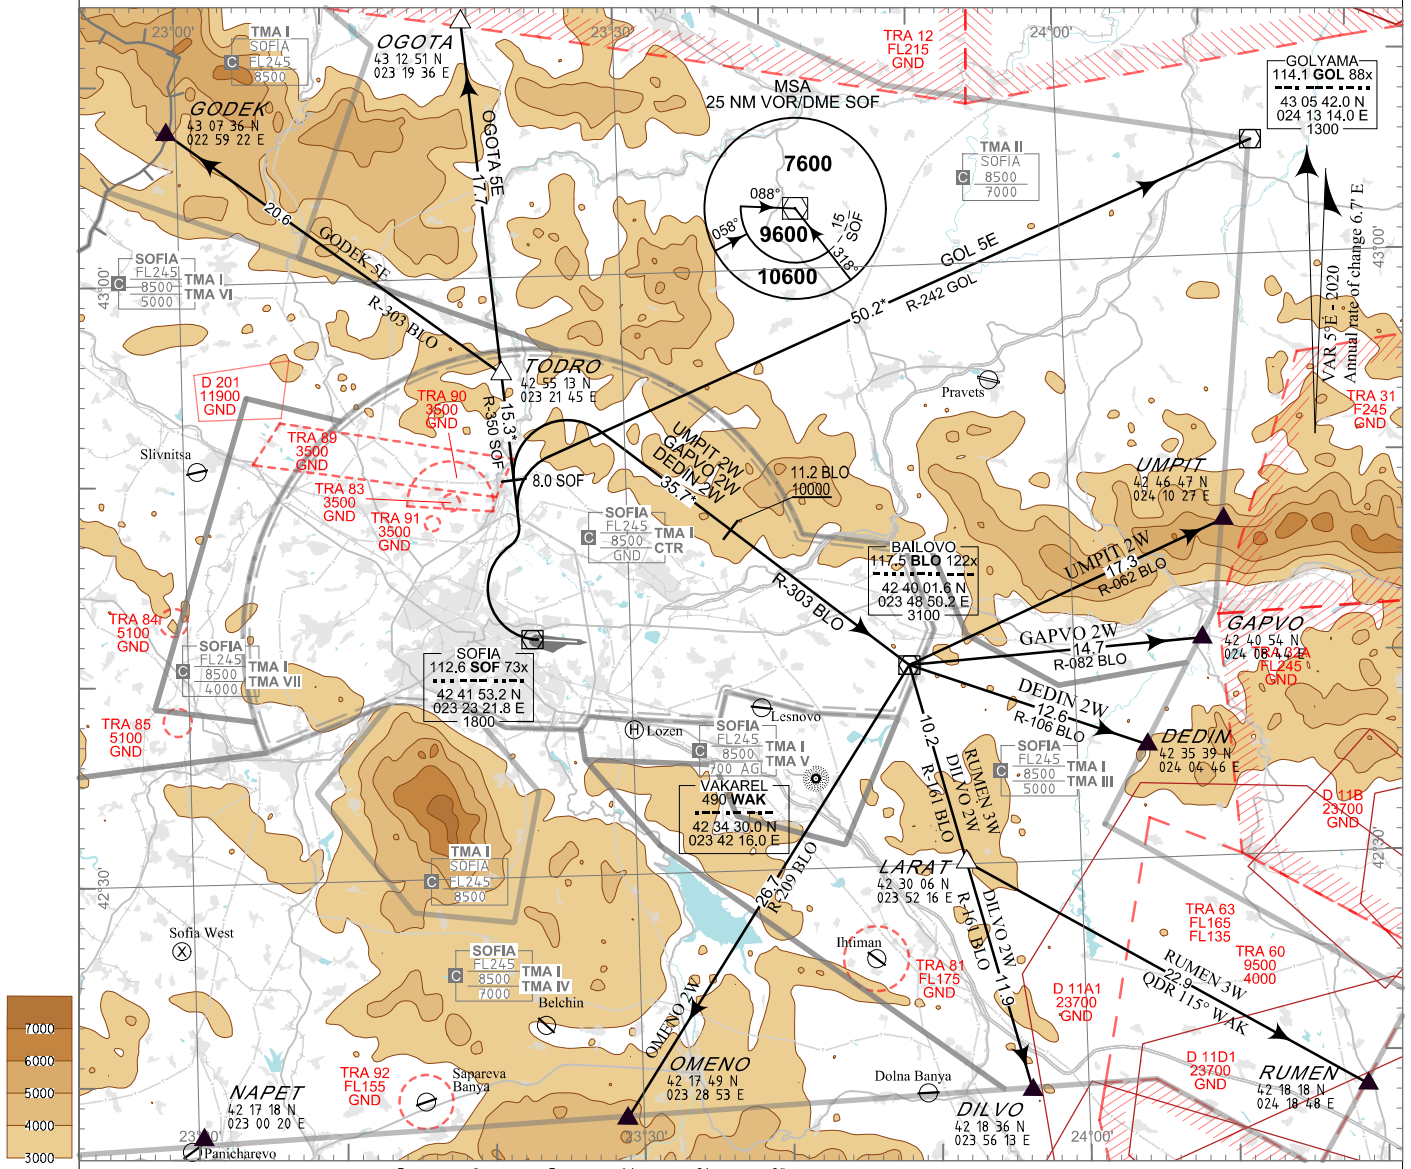 23°00'
TMA I
SOFIA
C
FL245
8500
OGOTA
43 12 51 N
023 19 36 E
23°30'
TRA 12
FL215
GND
24°00'
GOLYAMA
114.1 GOL 88x
43 05 42.0 N
024 13 14.0 E
1300
MSA
25 NM VOR/DME SOF
7600
088°
058°
9600
15
SOF
318°
10600
GODEK
43 07 36 N
022 59 22 E
OGOTA 5E
17.7
TMA II
SOFIA
C
8500
7000
20.6
GODEK 5E
R-303 BLO
GOL 5E
50.2*
R-242 GOL
VAR 5°E - 2020
Annual rate of change 6.7' E
43°00'
43°00'
SOFIA
FL245
C
8500
5000
TMA I
TMA VI
TODRO
42 55 13 N
023 21 45 E
D 201
11900
GND
TRA 90
3500
GND
15.3*
R-350 SOF
Pravets
TRA 31
F245
GND
TRA 89
3500
GND
Slivnitsa
UMPIT 2W
GAPVO 2W
DEDIN 2W
35.7*
8.0 SOF
11.2 BLO
10000
UMPIT
42 46 47 N
024 10 27 E
TRA 83
3500
GND
TRA 91
3500
GND
SOFIA
FL245
C
8500
GND
TMA I
CTR
BAILOVO
117.5 BLO 122x
42 40 01.6 N
023 48 50.2 E
3100
UMPIT 2W
17.3
R-062 BLO
R-303 BLO
TRA 84
5100
GND
GAPVO 2W
14.7
R-082 BLO
GAPVO
42 40 54 N
024 08 44 E
TRA 32A
FL245
GND
SOFIA
FL245
C
8500
4000
TMA I
TMA VII
SOFIA
112.6 SOF 73x
42 41 53.2 N
023 23 21.8 E
1800
DEDIN 2W
12.6
R-106 BLO
DEDIN
42 35 39 N
024 04 46 E
TRA 85
5100
GND
H
Lozen
Lesnovo
SOFIA
FL245
C
8500
700 AG
TMA I
TMA V
10.2
R-161 BLO
RUMEN 3W
DILVO 2W
SOFIA
FL245
C
8500
5000
TMA I
TMA III
VAKAREL
490 WAK
42 34 30.0 N
023 42 16.0 E
D 11B
23700
GND
42°30'
42°30'
TMA I
SOFIA
C
FL245
8500
26.7
R-209 BLO
LARAT
42 30 06 N
023 52 16 E
DILVO 2W
R-161 BLO
11.9
TRA 63
FL165
FL135
TRA 60
9500
4000
Sofia West
X
SOFIA
FL245
C
8500
7000
TMA I
TMA IV
Ihtiman
TRA 81
FL175
GND
RUMEN 3W
22.9
QDR 115° WAK
D 11A1
23700
GND
Belchin
OMENO 2W
7000
6000
5000
4000
3000
TRA 92
FL155
GND
Sapareva
Banya
OMENO
42 17 49 N
023 28 53 E
Dolna Banya
D 11D1
23700
GND
RUMEN
42 18 18 N
024 18 48 E
NAPET
42 17 18 N
023 00 20 E
DILVO
42 18 36 N
023 56 13 E
23°30'
24°00'
Panicharevo